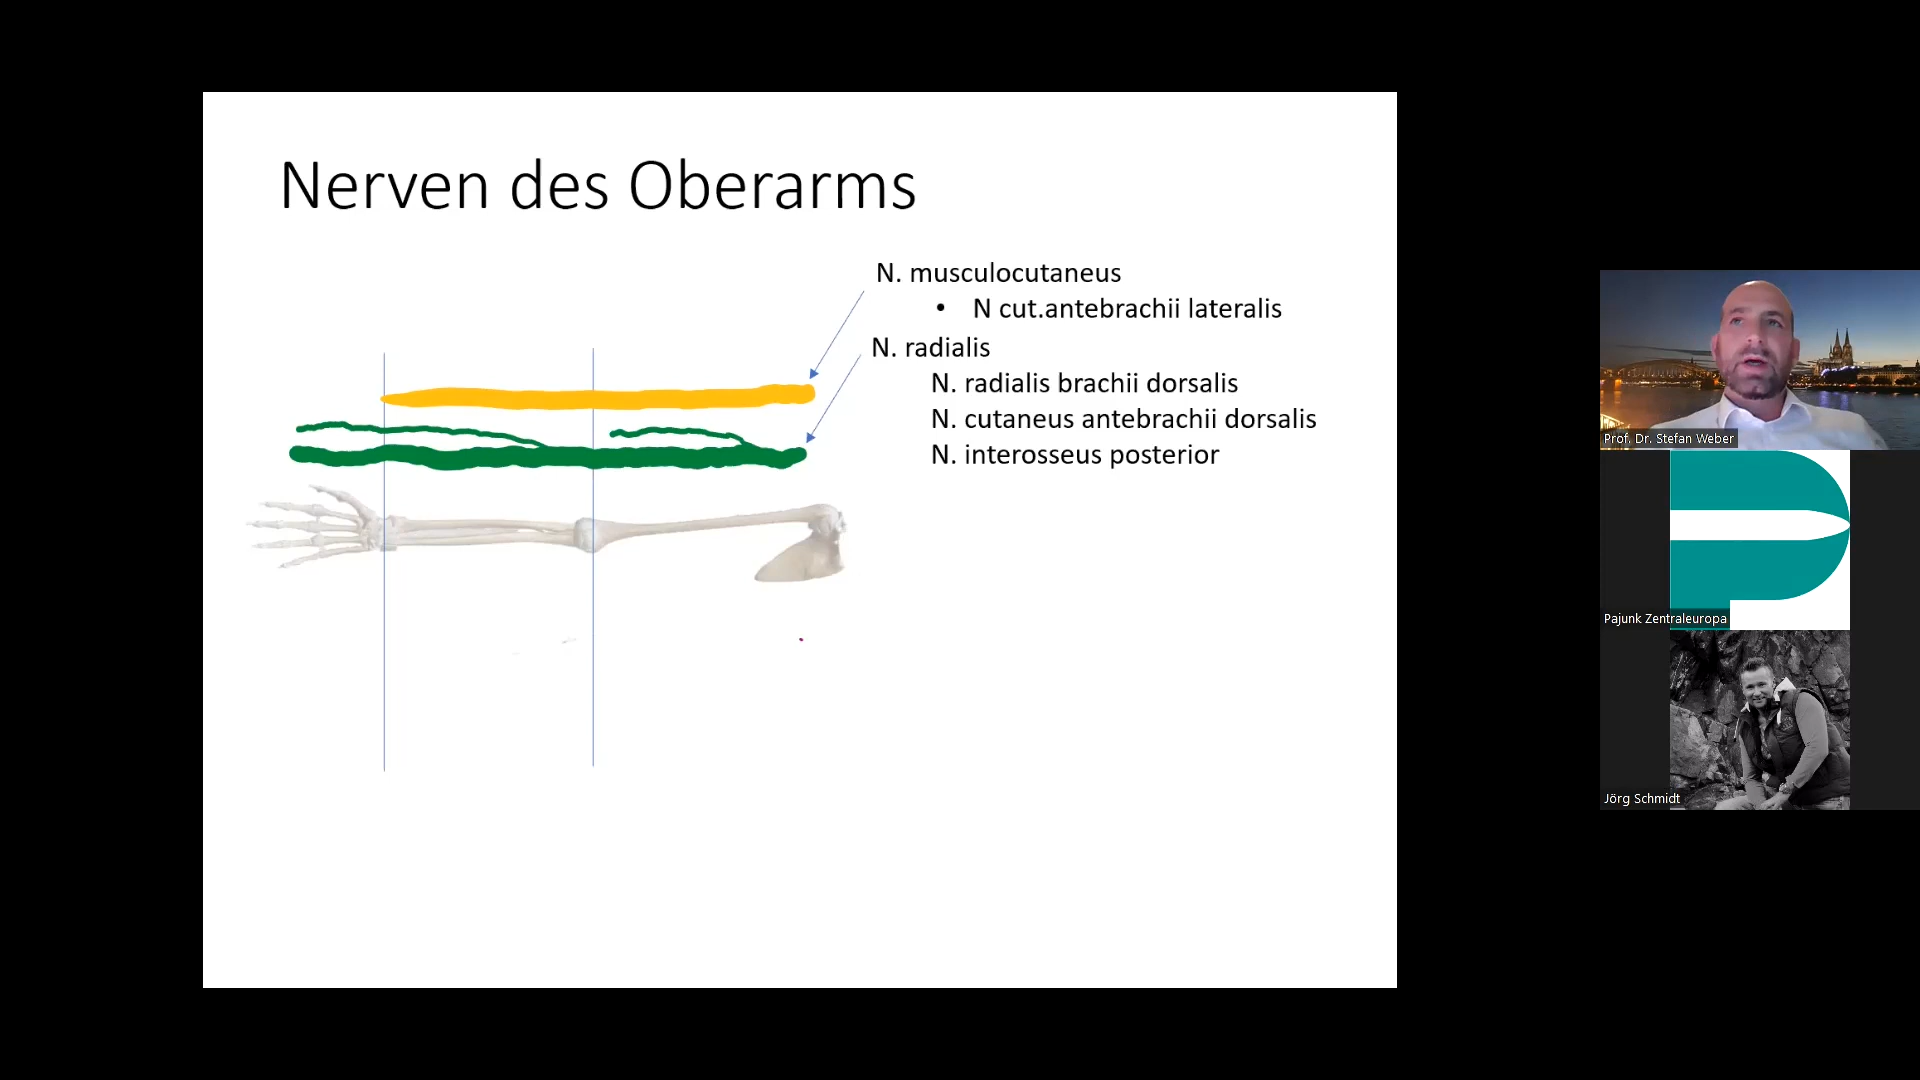 Nerven des Oberarms
N. musculocutaneus
• N cut.antebrachii lateralis
N. radialis
N. radialis brachii dorsalis
N. cutaneus antebrachii dorsalis
N. interosseus posterior
Prof. Dr. Stefan Weber
Pajunk Zentraleuropa
Jörg Schmidt